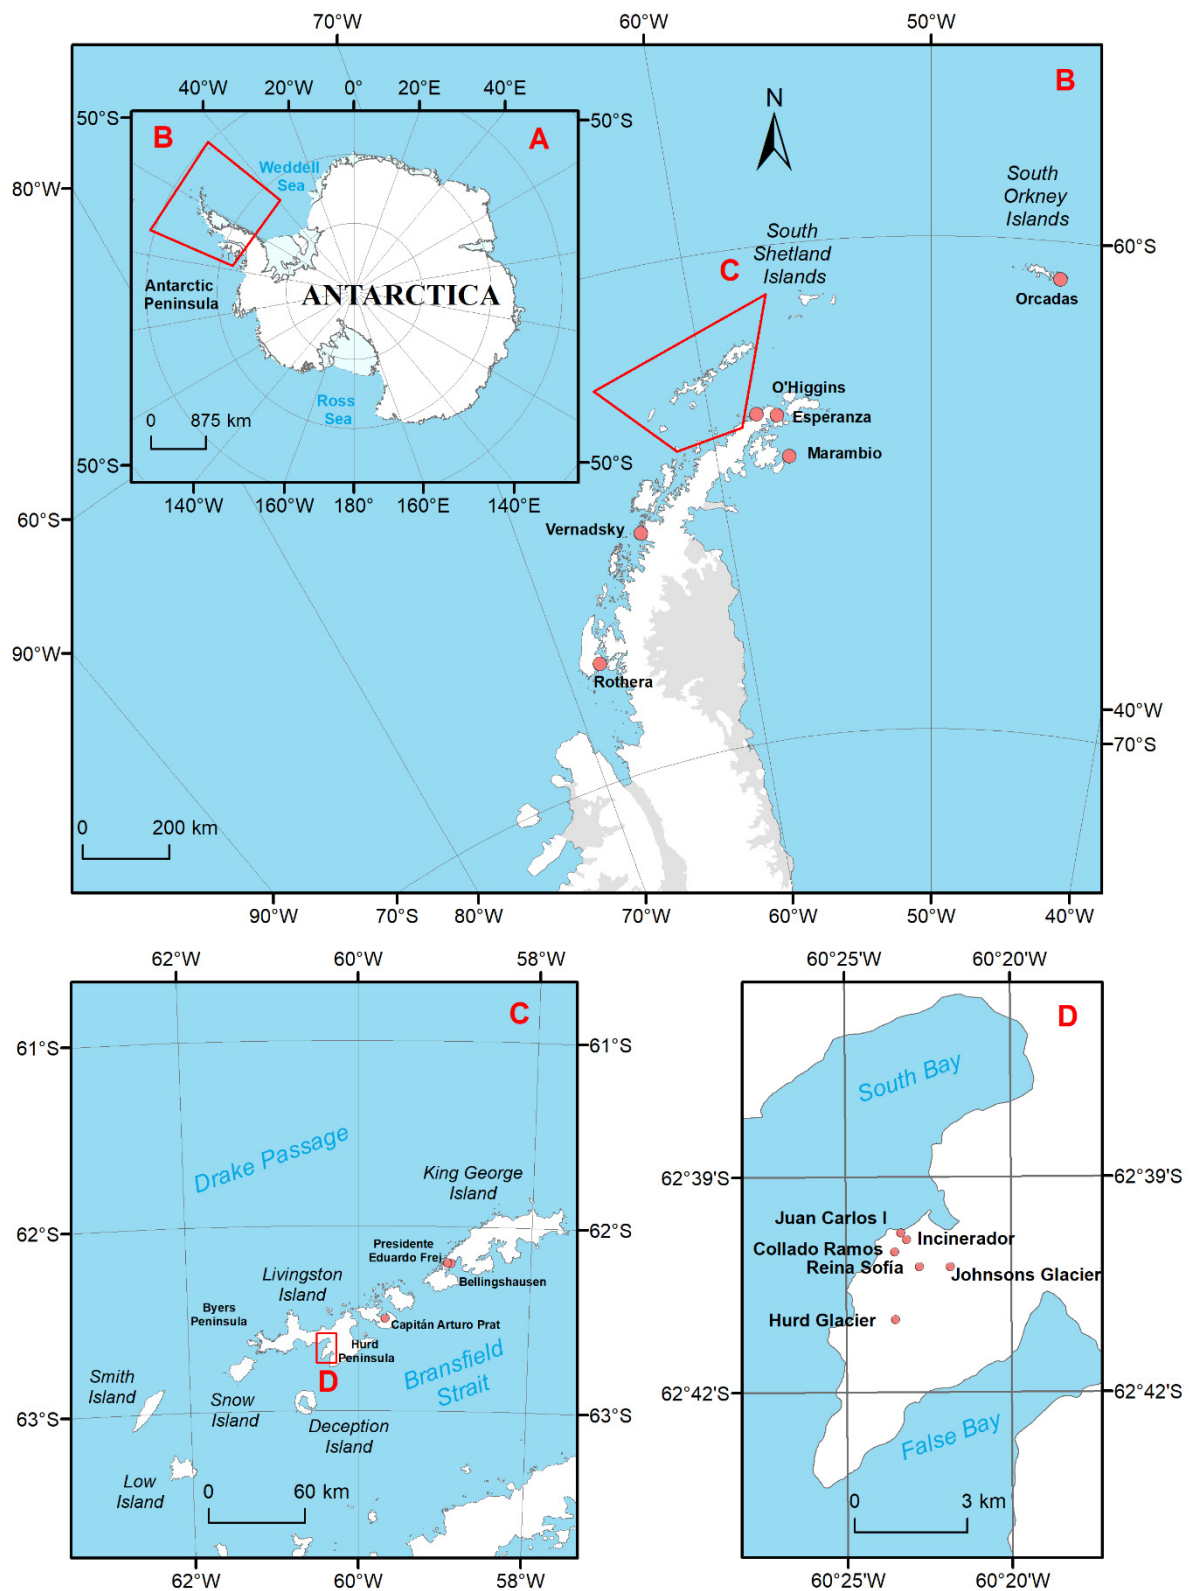 70°W
60°W
50°W
B
N
40°W
20°W
0°
20°E
40°E
50°S
50°S
B
A
Weddell
Sea
Antarctic
Peninsula
ANTARCTICA
Ross
Sea
0
875 km
50°S
50°S
140°W
160°W
180°
160°E
140°E
80°W
60°S
90°W
60°S
40°W
70°S
South
Orkney
Islands
Orcadas
South
Shetland
Islands
C
O'Higgins
Esperanza
Marambio
Vernadsky
Rothera
0
200 km
90°W
70°S
80°W
70°W
60°W
50°W
40°W
62°W
60°W
58°W
C
61°S
61°S
Drake Passage
King George
Island
62°S
62°S
Presidente
Eduardo Frei
Bellingshausen
Livingston
Island
Byers
Peninsula
Capitán Arturo Prat
Hurd
Peninsula
D
Bransfield
Strait
Smith
Island
Snow
Island
Deception
Island
63°S
63°S
Low
Island
0
60 km
62°W
60°W
58°W
60°25'W
60°20'W
D
South Bay
62°39'S
62°39'S
Juan Carlos I
Incinerador
Collado Ramos
Reina Sofía
Johnsons Glacier
Hurd Glacier
62°42'S
62°42'S
False Bay
0
3 km
60°25'W
60°20'W